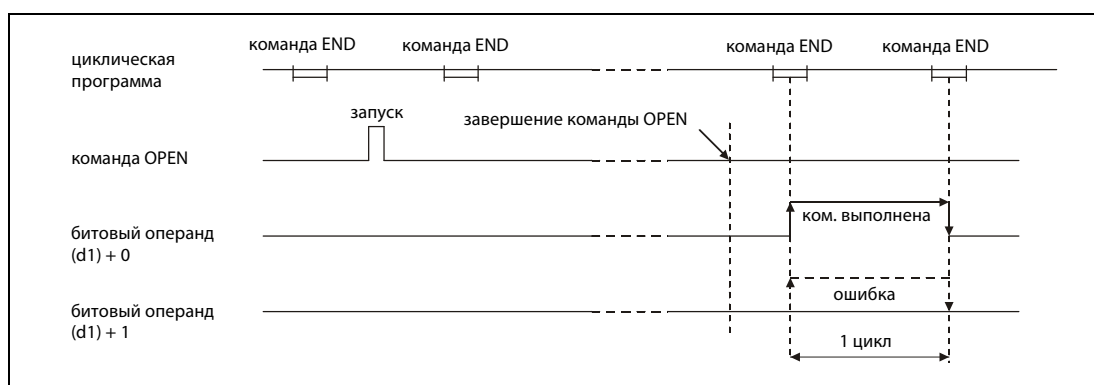 команда END команда END команда END команда END
циклическая
программа
запуск завершение команды OPEN
команда OPEN
ком. выполнена
битовый операнд
(d1) + 0
ошибка
битовый операнд
(d1) + 1
1 цикл